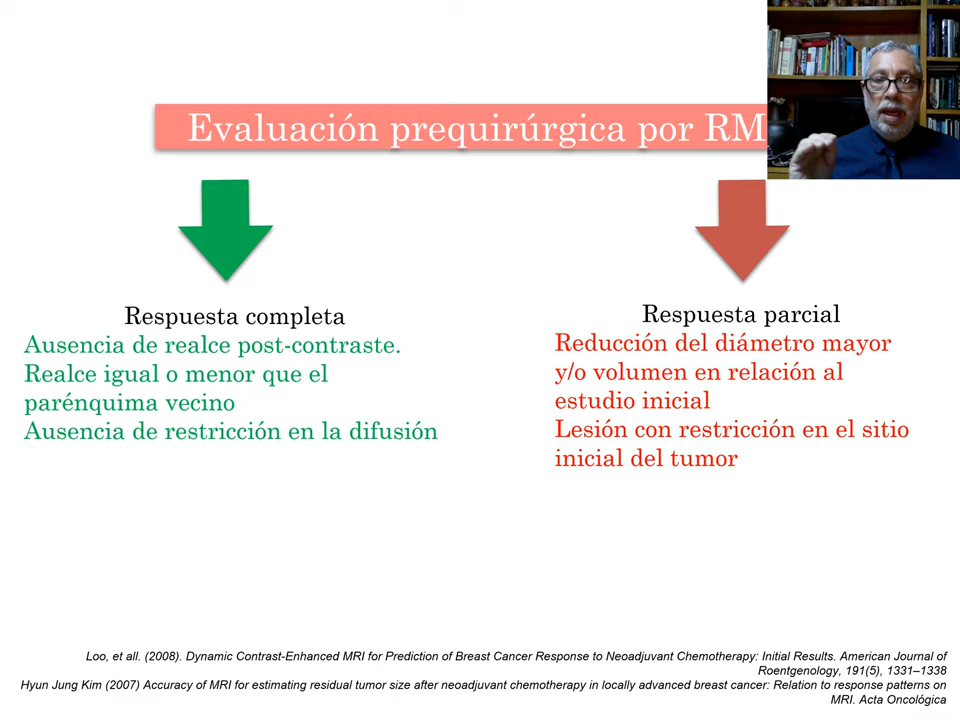 Evaluación prequirúrgica por RM
Respuesta completa
Ausencia de realce post-contraste.
Realce igual o menor que el
parénquima vecino
Ausencia de restricción en la difusión
Respuesta parcial
Reducción del diámetro mayor
y/o volumen en relación al
estudio inicial
Lesión con restricción en el sitio
inicial del tumor
Loo, et all. (2008). Dynamic Contrast-Enhanced MRI for Prediction of Breast Cancer Response to Neoadjuvant Chemotherapy: Initial Results. American Journal of
Roentgenology, 191(5), 1331–1338
Hyun Jung Kim (2007) Accuracy of MRI for estimating residual tumor size after neoadjuvant chemotherapy in locally advanced breast cancer: Relation to response patterns on
MRI. Acta Oncológica